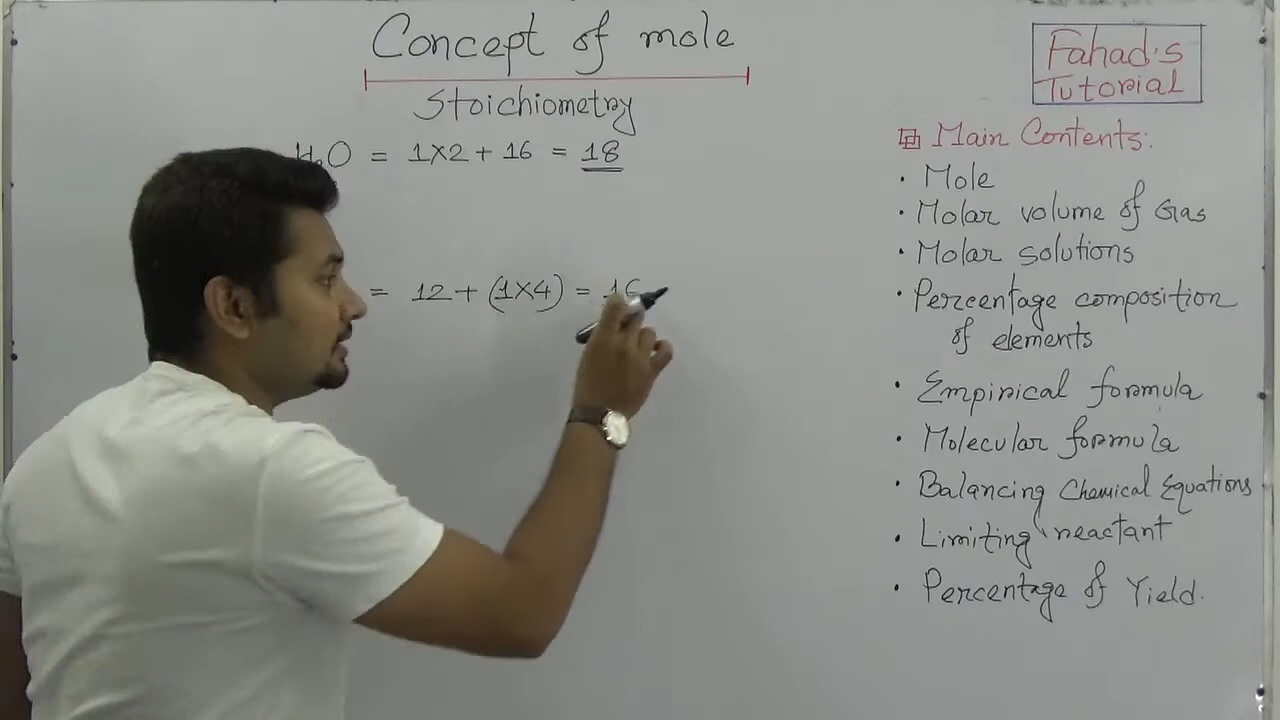 Concept of mole
Stoichiometry
H₂O = 1×2 + 16 = 18
= 12 + (1×4) = 16
Fahad's
Tutorial
Main Contents:
• Mole
• Molar volume of Gas
• Molar solutions
• Percentage composition
of elements
• Empirical formula
• Molecular formula
• Balancing Chemical Equations
• Limiting reactant
• Percentage of Yield.